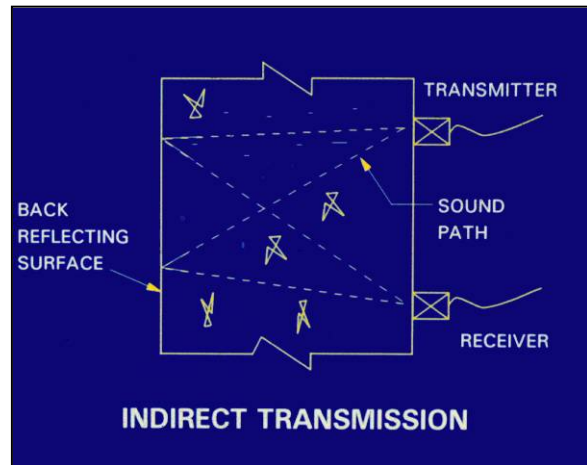 TRANSMITTER
SOUND
PATH
BACK
REFLECTING
SURFACE
RECEIVER
INDIRECT TRANSMISSION